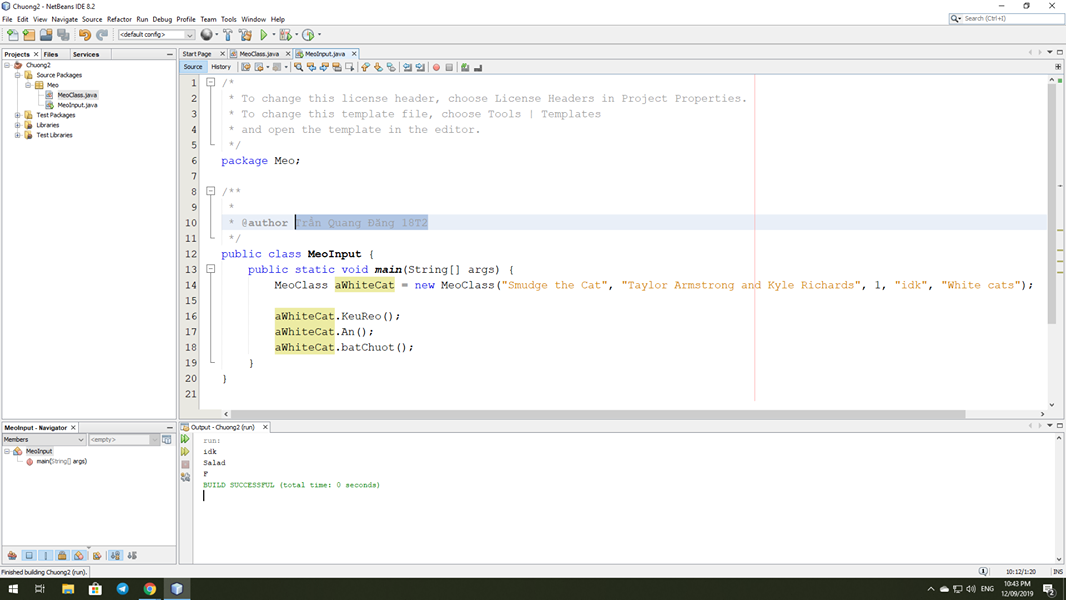 Chuong2 - NetBeans IDE 8.2
File Edit View Navigate Source Refactor Run Debug Profile Team Tools Window Help
Search (Ctrl+I)
<default config>
Projects Files Services
Start Page MeoClass.java MeoInput.java
Source History
Chuong2
Source Packages
Meo
MeoClass.java
MeoInput.java
Test Packages
Libraries
Test Libraries
1 /*
2 * To change this license header, choose License Headers in Project Properties.
3 * To change this template file, choose Tools | Templates
4 * and open the template in the editor.
5 */
6 package Meo;
7
8 /**
9 *
10 * @author Trần Quang Đăng 18T2
11 */
12 public class MeoInput {
13 public static void main(String[] args) {
14 MeoClass aWhiteCat = new MeoClass("Smudge the Cat", "Taylor Armstrong and Kyle Richards", 1, "idk", "White cats");
15
16 aWhiteCat.KeuReo();
17 aWhiteCat.An();
18 aWhiteCat.batChuot();
19 }
20 }
21
MeoInput - Navigator
Members <empty>
MeoInput
main(String[] args)
Output - Chuong2 (run)
run:
idk
Salad
F
BUILD SUCCESSFUL (total time: 0 seconds)
Finished building Chuong2 (run).
1
10:12/1:20 INS
ENG
10:43 PM
12/09/2019
2